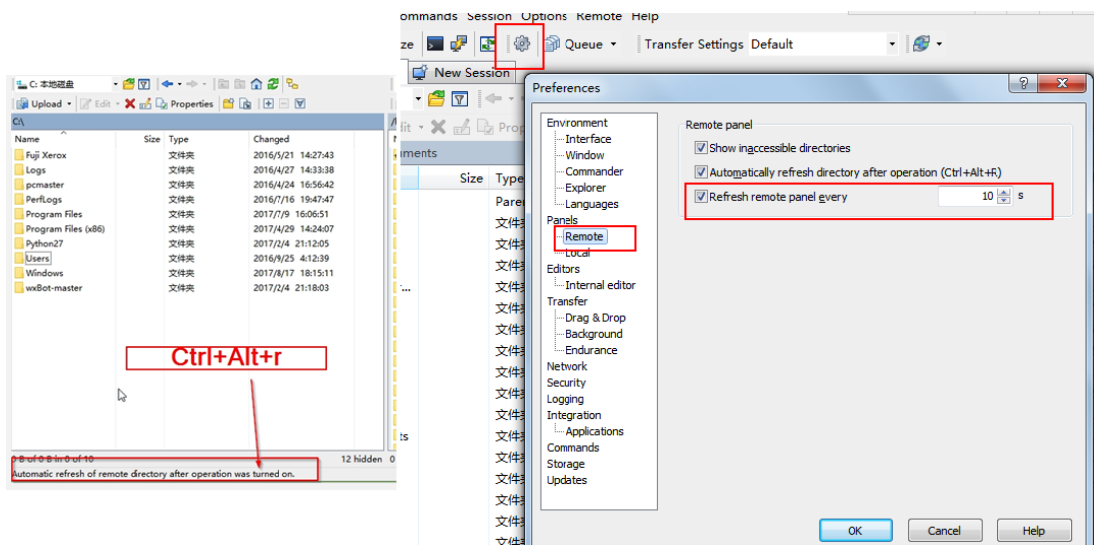 ommands Session Options Remote Help
ze Queue Transfer Settings Default
New Session
C: 本地磁盘
Upload Edit Properties
C:\
Name Size Type Changed
Fuji Xerox 文件夹 2016/5/21 14:27:43
Logs 文件夹 2016/4/27 14:33:38
pcmaster 文件夹 2016/4/24 16:56:42
PerfLogs 文件夹 2016/7/16 19:47:47
Program Files 文件夹 2017/7/9 16:06:51
Program Files (x86) 文件夹 2017/4/29 14:24:07
Python27 文件夹 2017/2/4 21:12:05
Users 文件夹 2016/9/25 4:12:39
Windows 文件夹 2017/8/17 18:15:11
wxBot-master 文件夹 2017/2/4 21:18:03
Ctrl+Alt+r
0 B of 0 B in 0 of 10 12 hidden
Automatic refresh of remote directory after operation was turned on.
Size Type
Preferences
Environment
Interface
Window
Commander
Explorer
Languages
Panels
Remote
Local
Editors
Internal editor
Transfer
Drag & Drop
Background
Endurance
Network
Security
Logging
Integration
Applications
Commands
Storage
Updates
Remote panel
Show inaccessible directories
Automatically refresh directory after operation (Ctrl+Alt+R)
Refresh remote panel every 10 s
OK Cancel Help